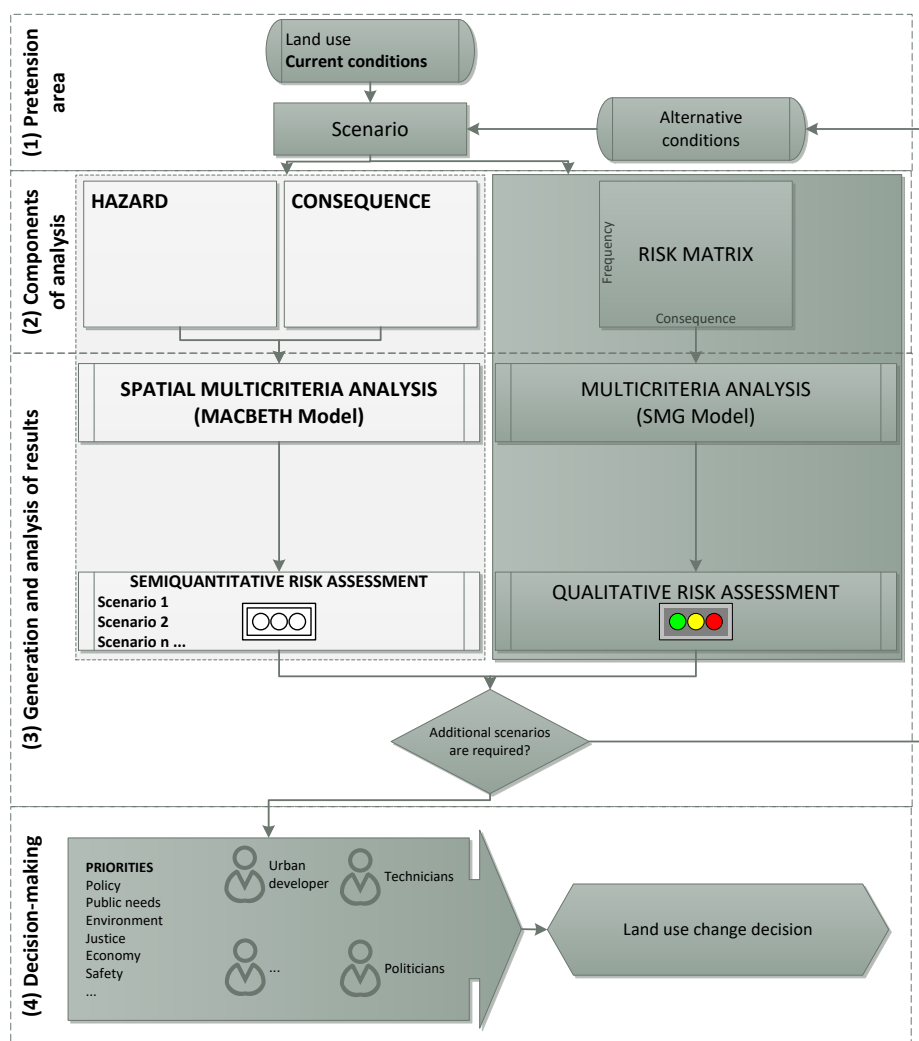 (1) Pretension
area
Land use
Current conditions
Scenario
Alternative
conditions
(2) Components
of analysis
HAZARD
CONSEQUENCE
Frequency
RISK MATRIX
Consequence
(3) Generation and analysis of results
SPATIAL MULTICRITERIA ANALYSIS
(MACBETH Model)
MULTICRITERIA ANALYSIS
(SMG Model)
SEMIQUANTITATIVE RISK ASSESSMENT
Scenario 1
Scenario 2
Scenario n ...
QUALITATIVE RISK ASSESSMENT
Additional scenarios
are required?
(4) Decision-making
PRIORITIES
Policy
Public needs
Environment
Justice
Economy
Safety
...
Urban
developer
Technicians
...
Politicians
Land use change decision